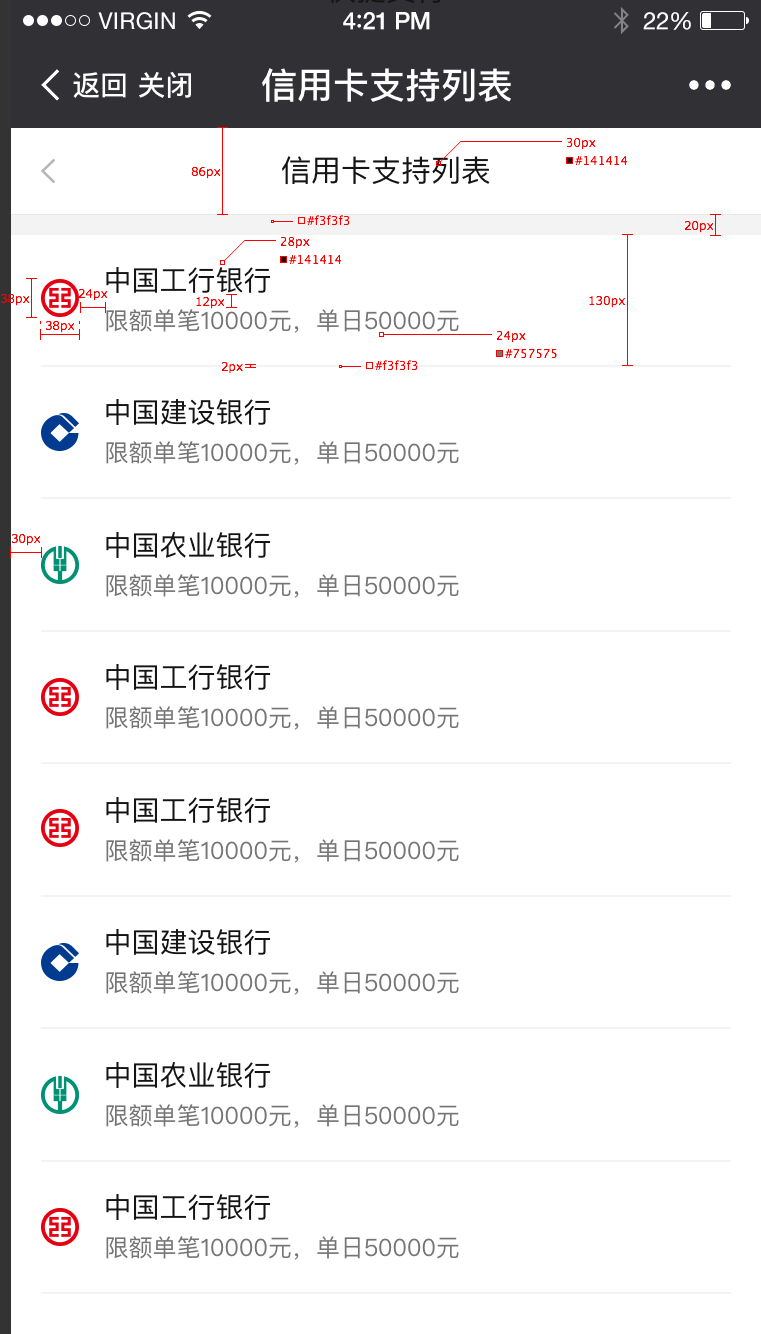 VIRGIN 4:21 PM 22%
返回 关闭 信用卡支持列表
30px
86px 信用卡支持列表 #141414
#f3f3f3 20px
28px
#141414
中国工行银行
38px 24px 12px 130px
限额单笔10000元，单日50000元
38px 24px
#757575
2px #f3f3f3
中国建设银行
限额单笔10000元，单日50000元
30px
中国农业银行
限额单笔10000元，单日50000元
中国工行银行
限额单笔10000元，单日50000元
中国工行银行
限额单笔10000元，单日50000元
中国建设银行
限额单笔10000元，单日50000元
中国农业银行
限额单笔10000元，单日50000元
中国工行银行
限额单笔10000元，单日50000元